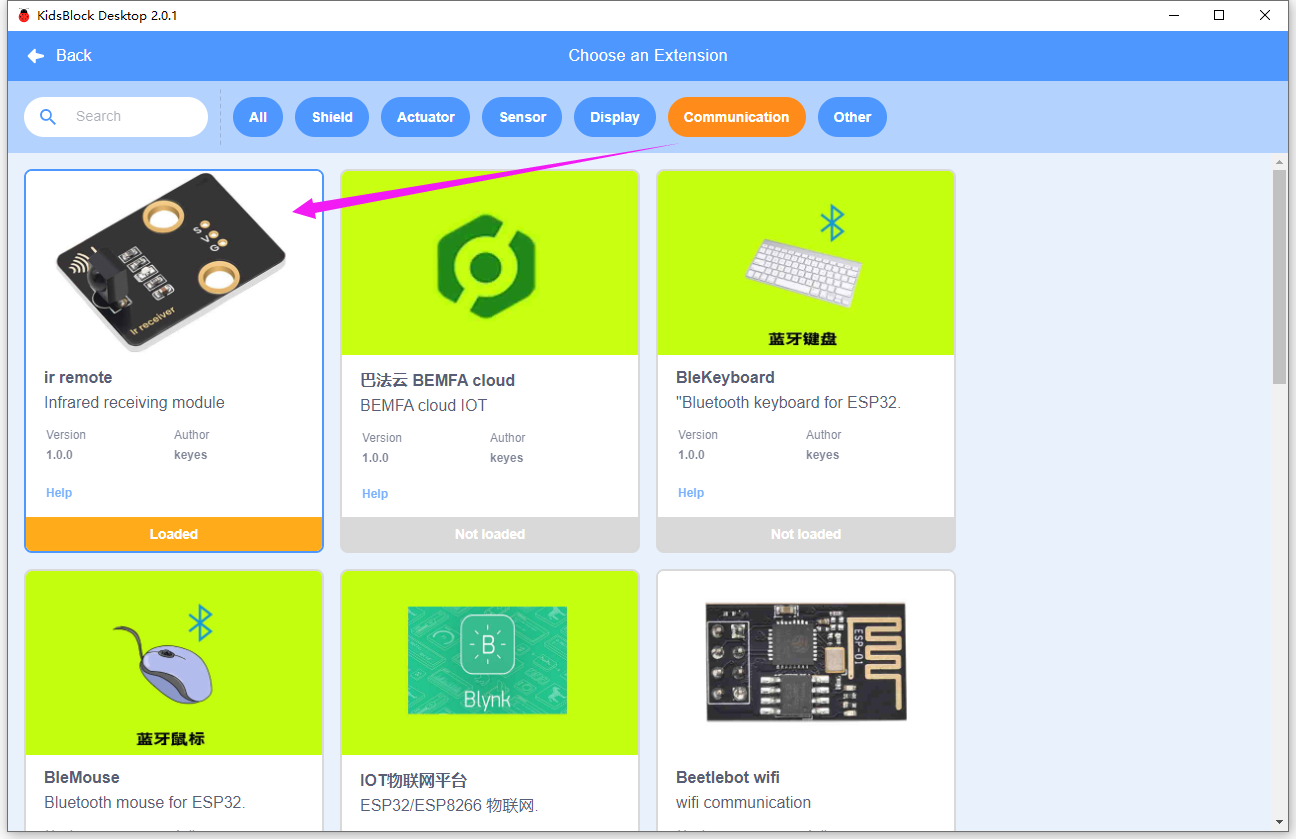 KidsBlock Desktop 2.0.1
Back
Choose an Extension
Search
All
Shield
Actuator
Sensor
Display
Communication
Other
S
V
G
ir receiver
ir remote
Infrared receiving module
Version
Author
1.0.0
keyes
Help
Loaded
巴法云 BEMFA cloud
BEMFA cloud IOT
Version
Author
1.0.0
keyes
Help
Not loaded
蓝牙键盘
BleKeyboard
"Bluetooth keyboard for ESP32.
Version
Author
1.0.0
keyes
Help
Not loaded
蓝牙鼠标
BleMouse
Bluetooth mouse for ESP32.
B
Blynk
IOT物联网平台
ESP32/ESP8266 物联网.
ESP-01
Beetlebot wifi
wifi communication